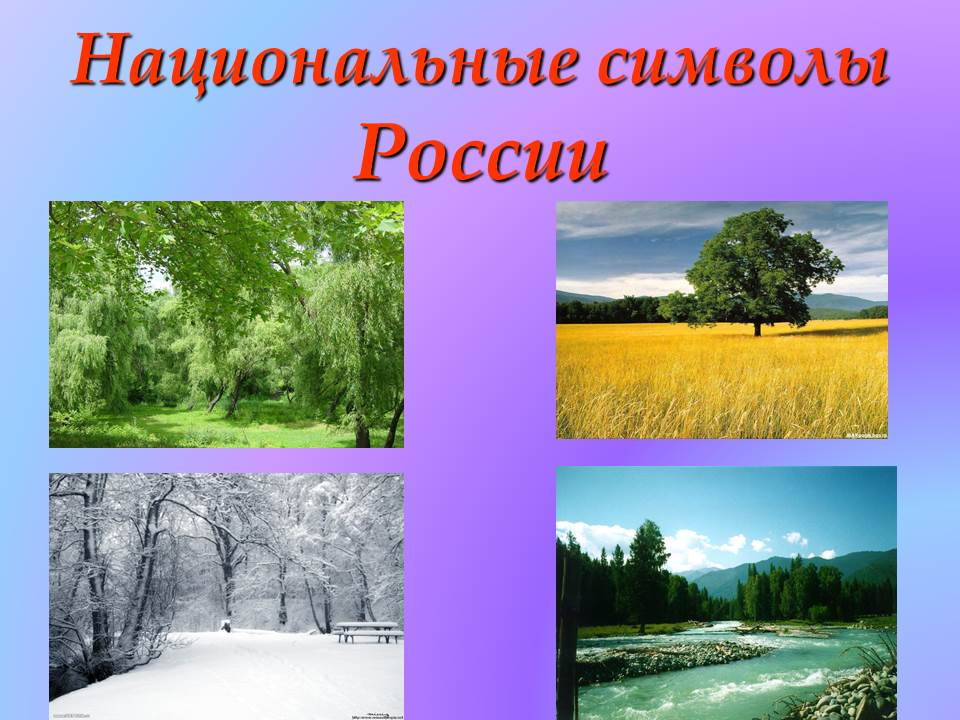 Национальные символы
России